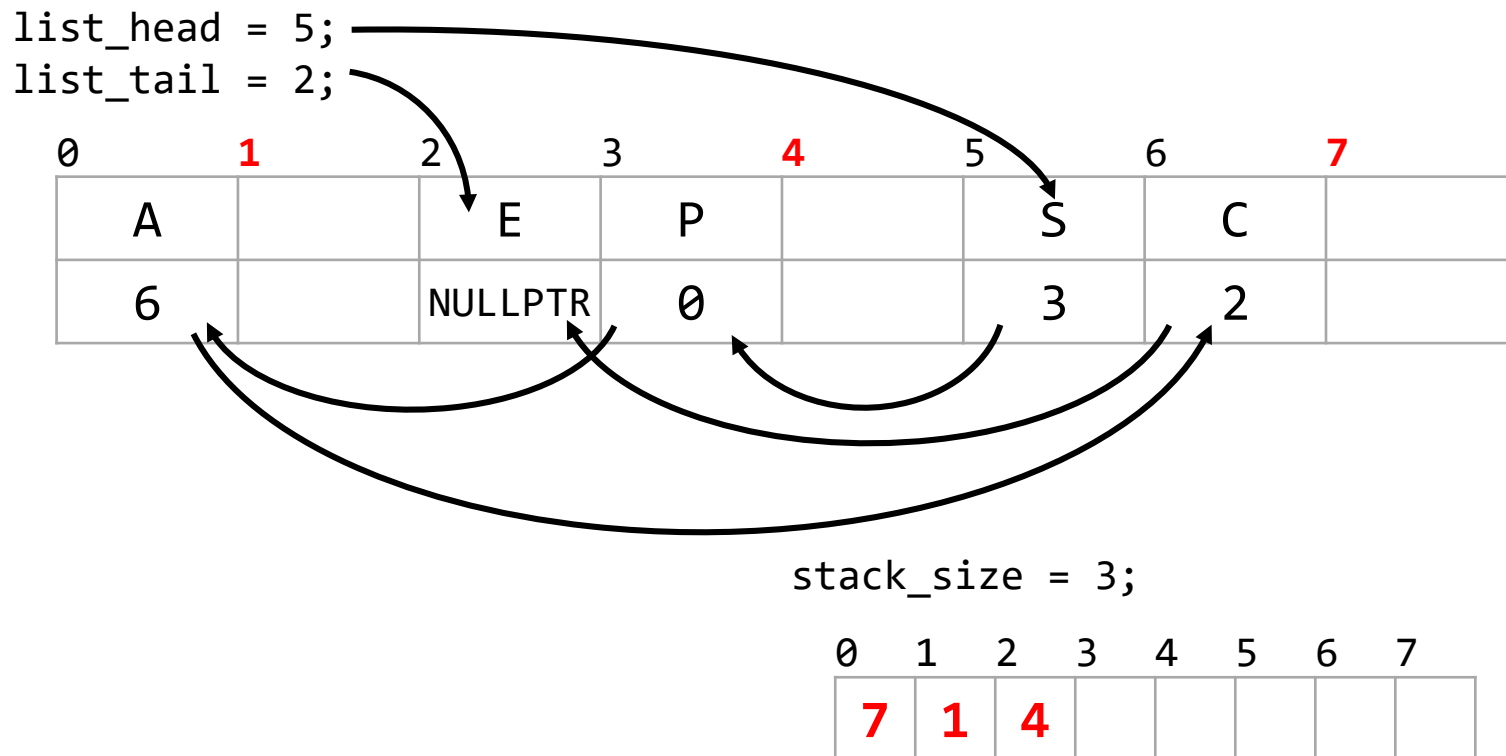 list_head = 5;
list_tail = 2;
0 1 2 3 4 5 6 7
A E P S C
6 NULLPTR 0 3 2
stack_size = 3;
0 1 2 3 4 5 6 7
7 1 4